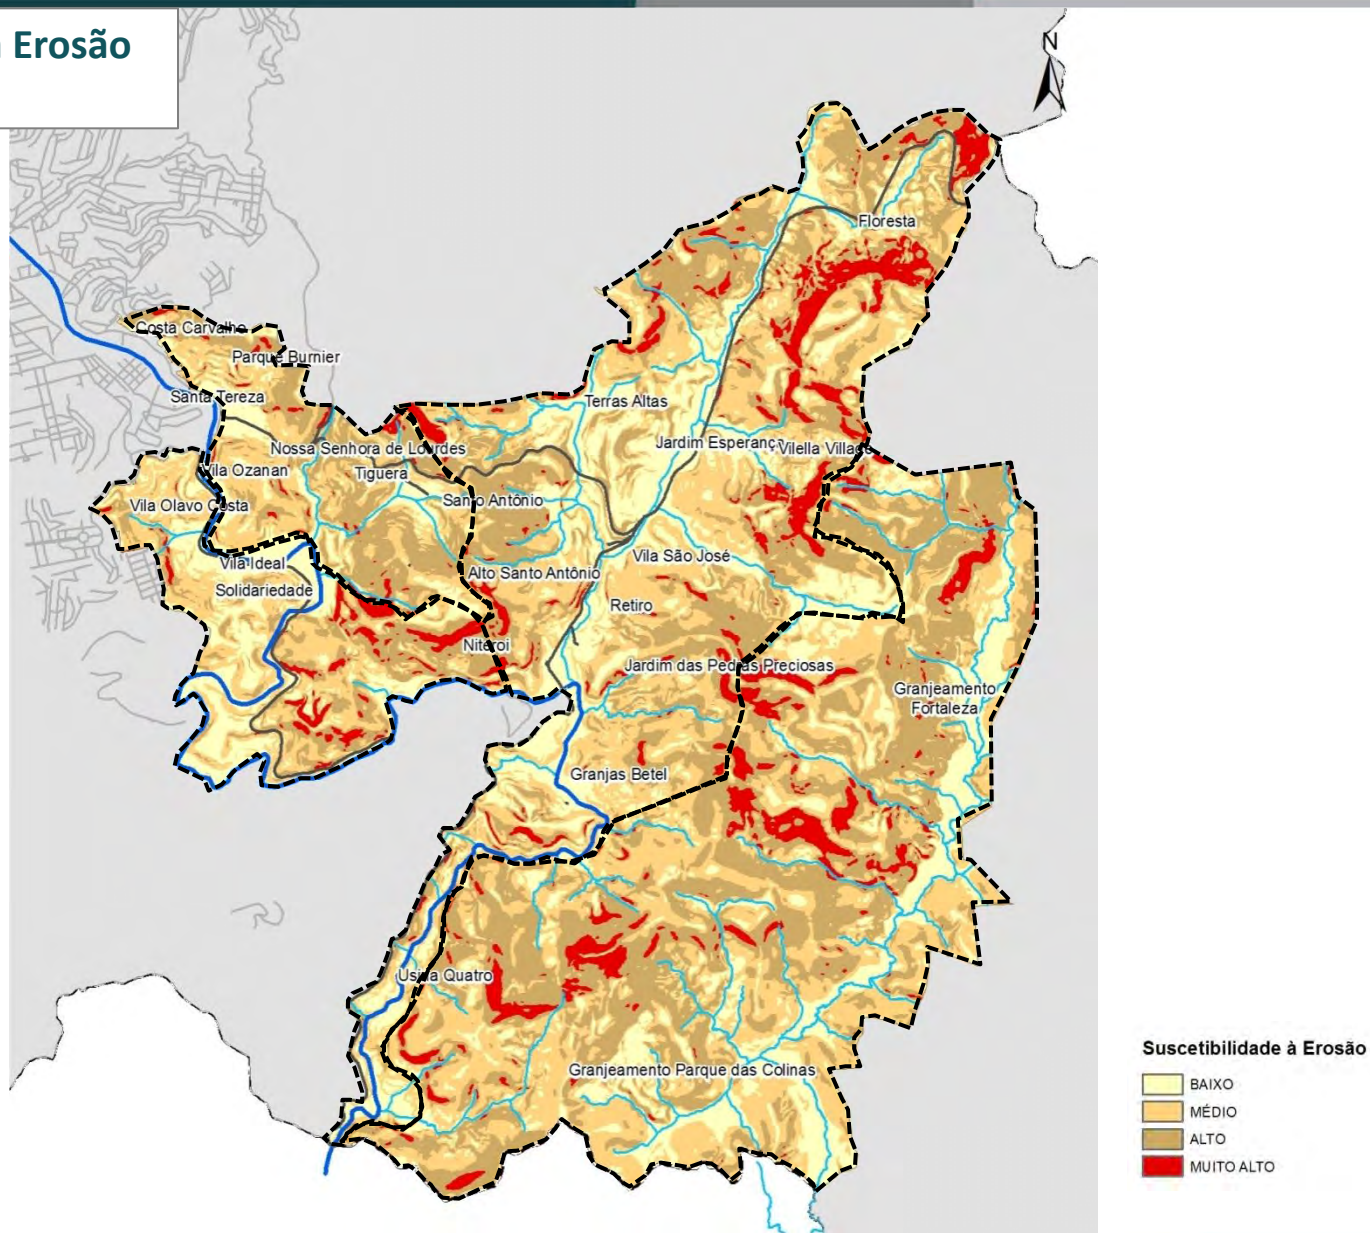 Erosão
N
Floresta
Costa Carvalho
Parque Burnier
Santa Tereza
Terras Altas
Nossa Senhora de Lourdes
Jardim Esperança
Vilella Village
Vila Ozanan
Tiguera
Santo Antônio
Vila Olavo Costa
Vila Ideal
Vila São José
Alto Santo Antônio
Solidariedade
Retiro
Niterói
Jardim das Pedras Preciosas
Granjeamento
Fortaleza
Granjas Betel
Usina Quatro
Granjeamento Parque das Colinas
Suscetibilidade à Erosão
BAIXO
MÉDIO
ALTO
MUITO ALTO